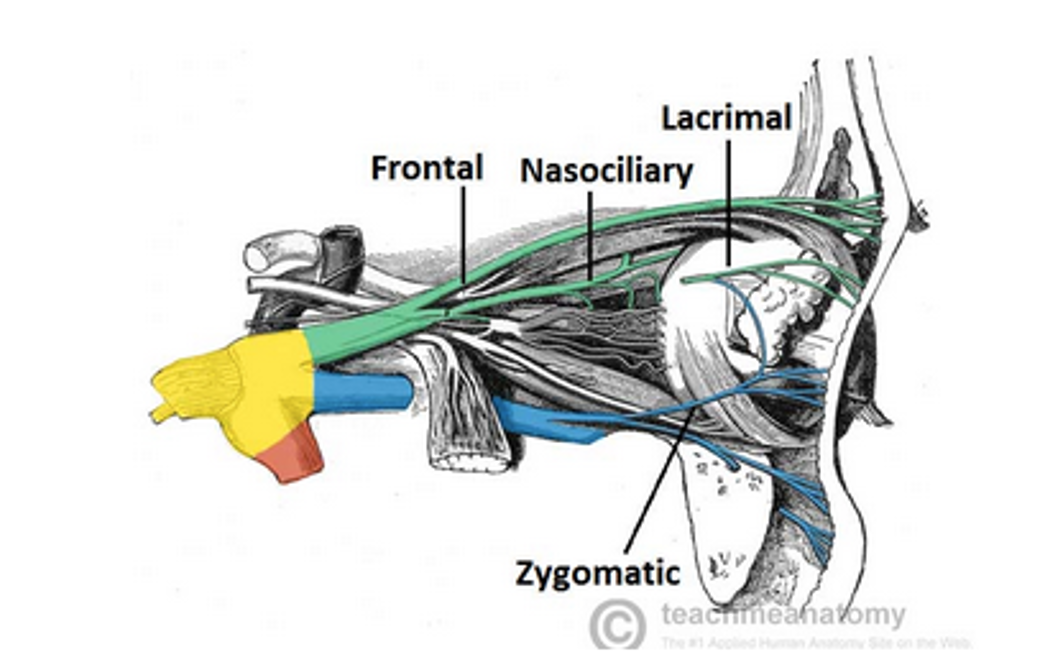 Lacrimal
Frontal
Nasociliary
Zygomatic
© teachmeanatomy
The #1 Applied Human Anatomy Site on the Web.